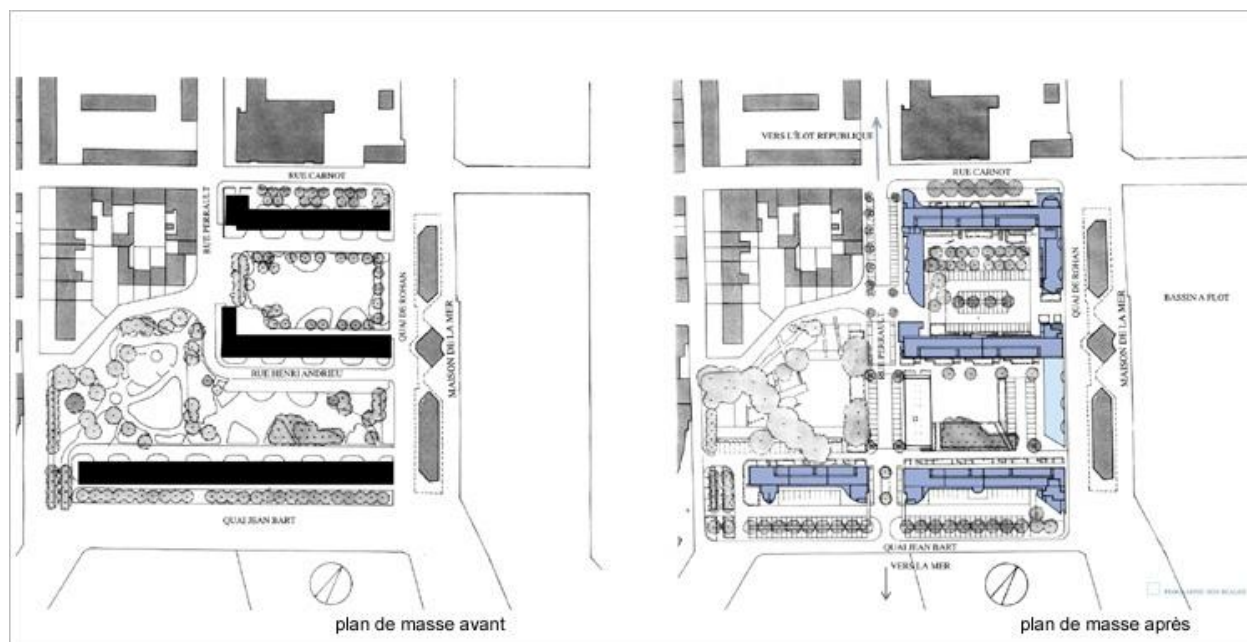 RUE CARNOT
RUE PERRAULT
QUAI DE ROHAN
MAISON DE LA MER
RUE HENRI ANDRIEU
QUAI JEAN BART
plan de masse avant
VERS L'ÎLOT REPUBLIQUE
RUE CARNOT
QUAI DE ROHAN
MAISON DE LA MER
BASSIN A FLOT
RUE PERRAULT
QUAI JEAN BART
VERS LA MER
plan de masse après